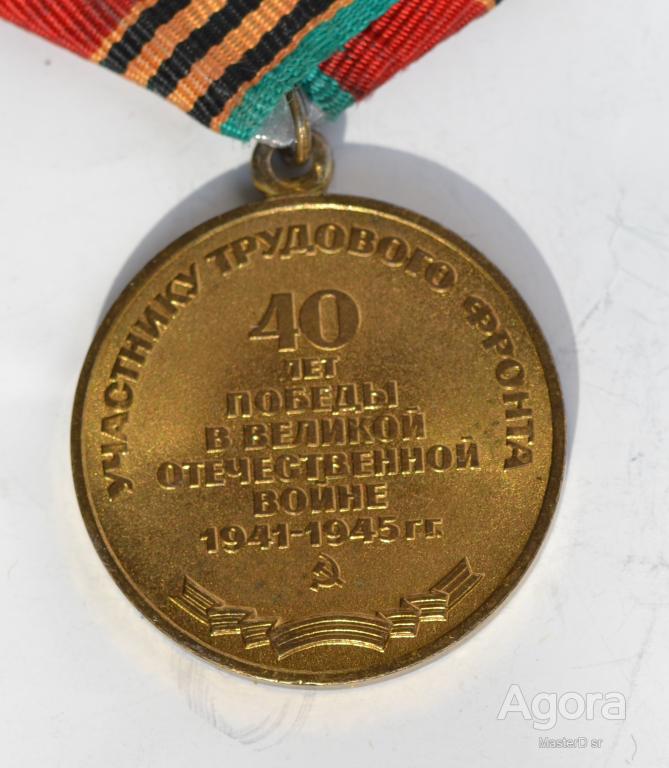 УЧАСТНИКУ ТРУДОВОГО ФРОНТА
40
ЛЕТ
ПОБЕДЫ
В ВЕЛИКОЙ
ОТЕЧЕСТВЕННОЙ
ВОЙНЕ
1941-1945 ГГ.
Agora
MasterD sr